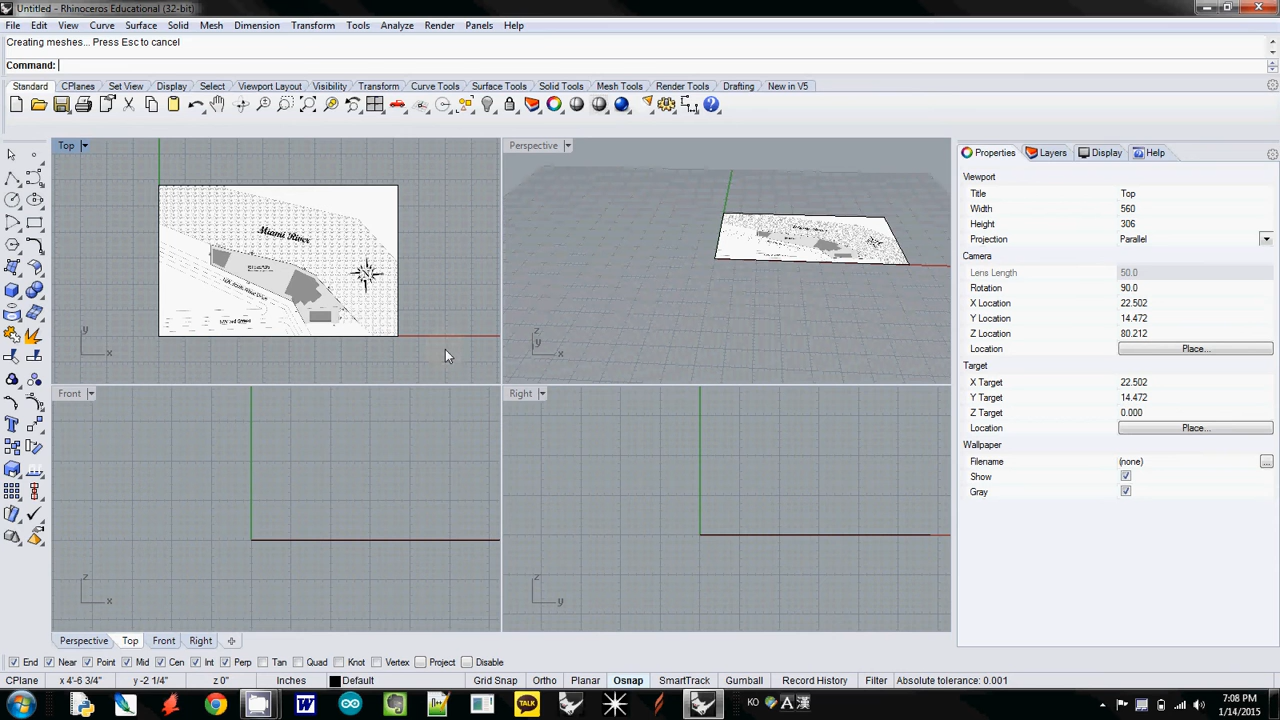 Untitled - Rhinoceros Educational (32-bit)
File Edit View Curve Surface Solid Mesh Dimension Transform Tools Analyze Render Panels Help
Creating meshes... Press Esc to cancel
Command:
Standard CPlanes Set View Display Select Viewport Layout Visibility Transform Curve Tools Surface Tools Solid Tools Mesh Tools Render Tools Drafting New in V5
Top
Perspective
Properties Layers Display Help
Viewport
Title Top
Width 560
Height 306
Projection Parallel
Camera
Lens Length 50.0
Rotation 90.0
X Location 22.502
Y Location 14.472
Z Location 80.212
Location Place...
Target
X Target 22.502
Y Target 14.472
Z Target 0.000
Location Place...
Wallpaper
Filename (none) ...
Show
Gray
Miami River
y
x
z
y
x
Front
Right
z
x
z
y
Perspective Top Front Right
End Near Point Mid Cen Int Perp Tan Quad Knot Vertex Project Disable
CPlane x 4'-6 3/4" y -2 1/4" z 0" Inches Default Grid Snap Ortho Planar Osnap SmartTrack Gumball Record History Filter Absolute tolerance: 0.001
W TALK KO A 漢
7:08 PM
1/14/2015